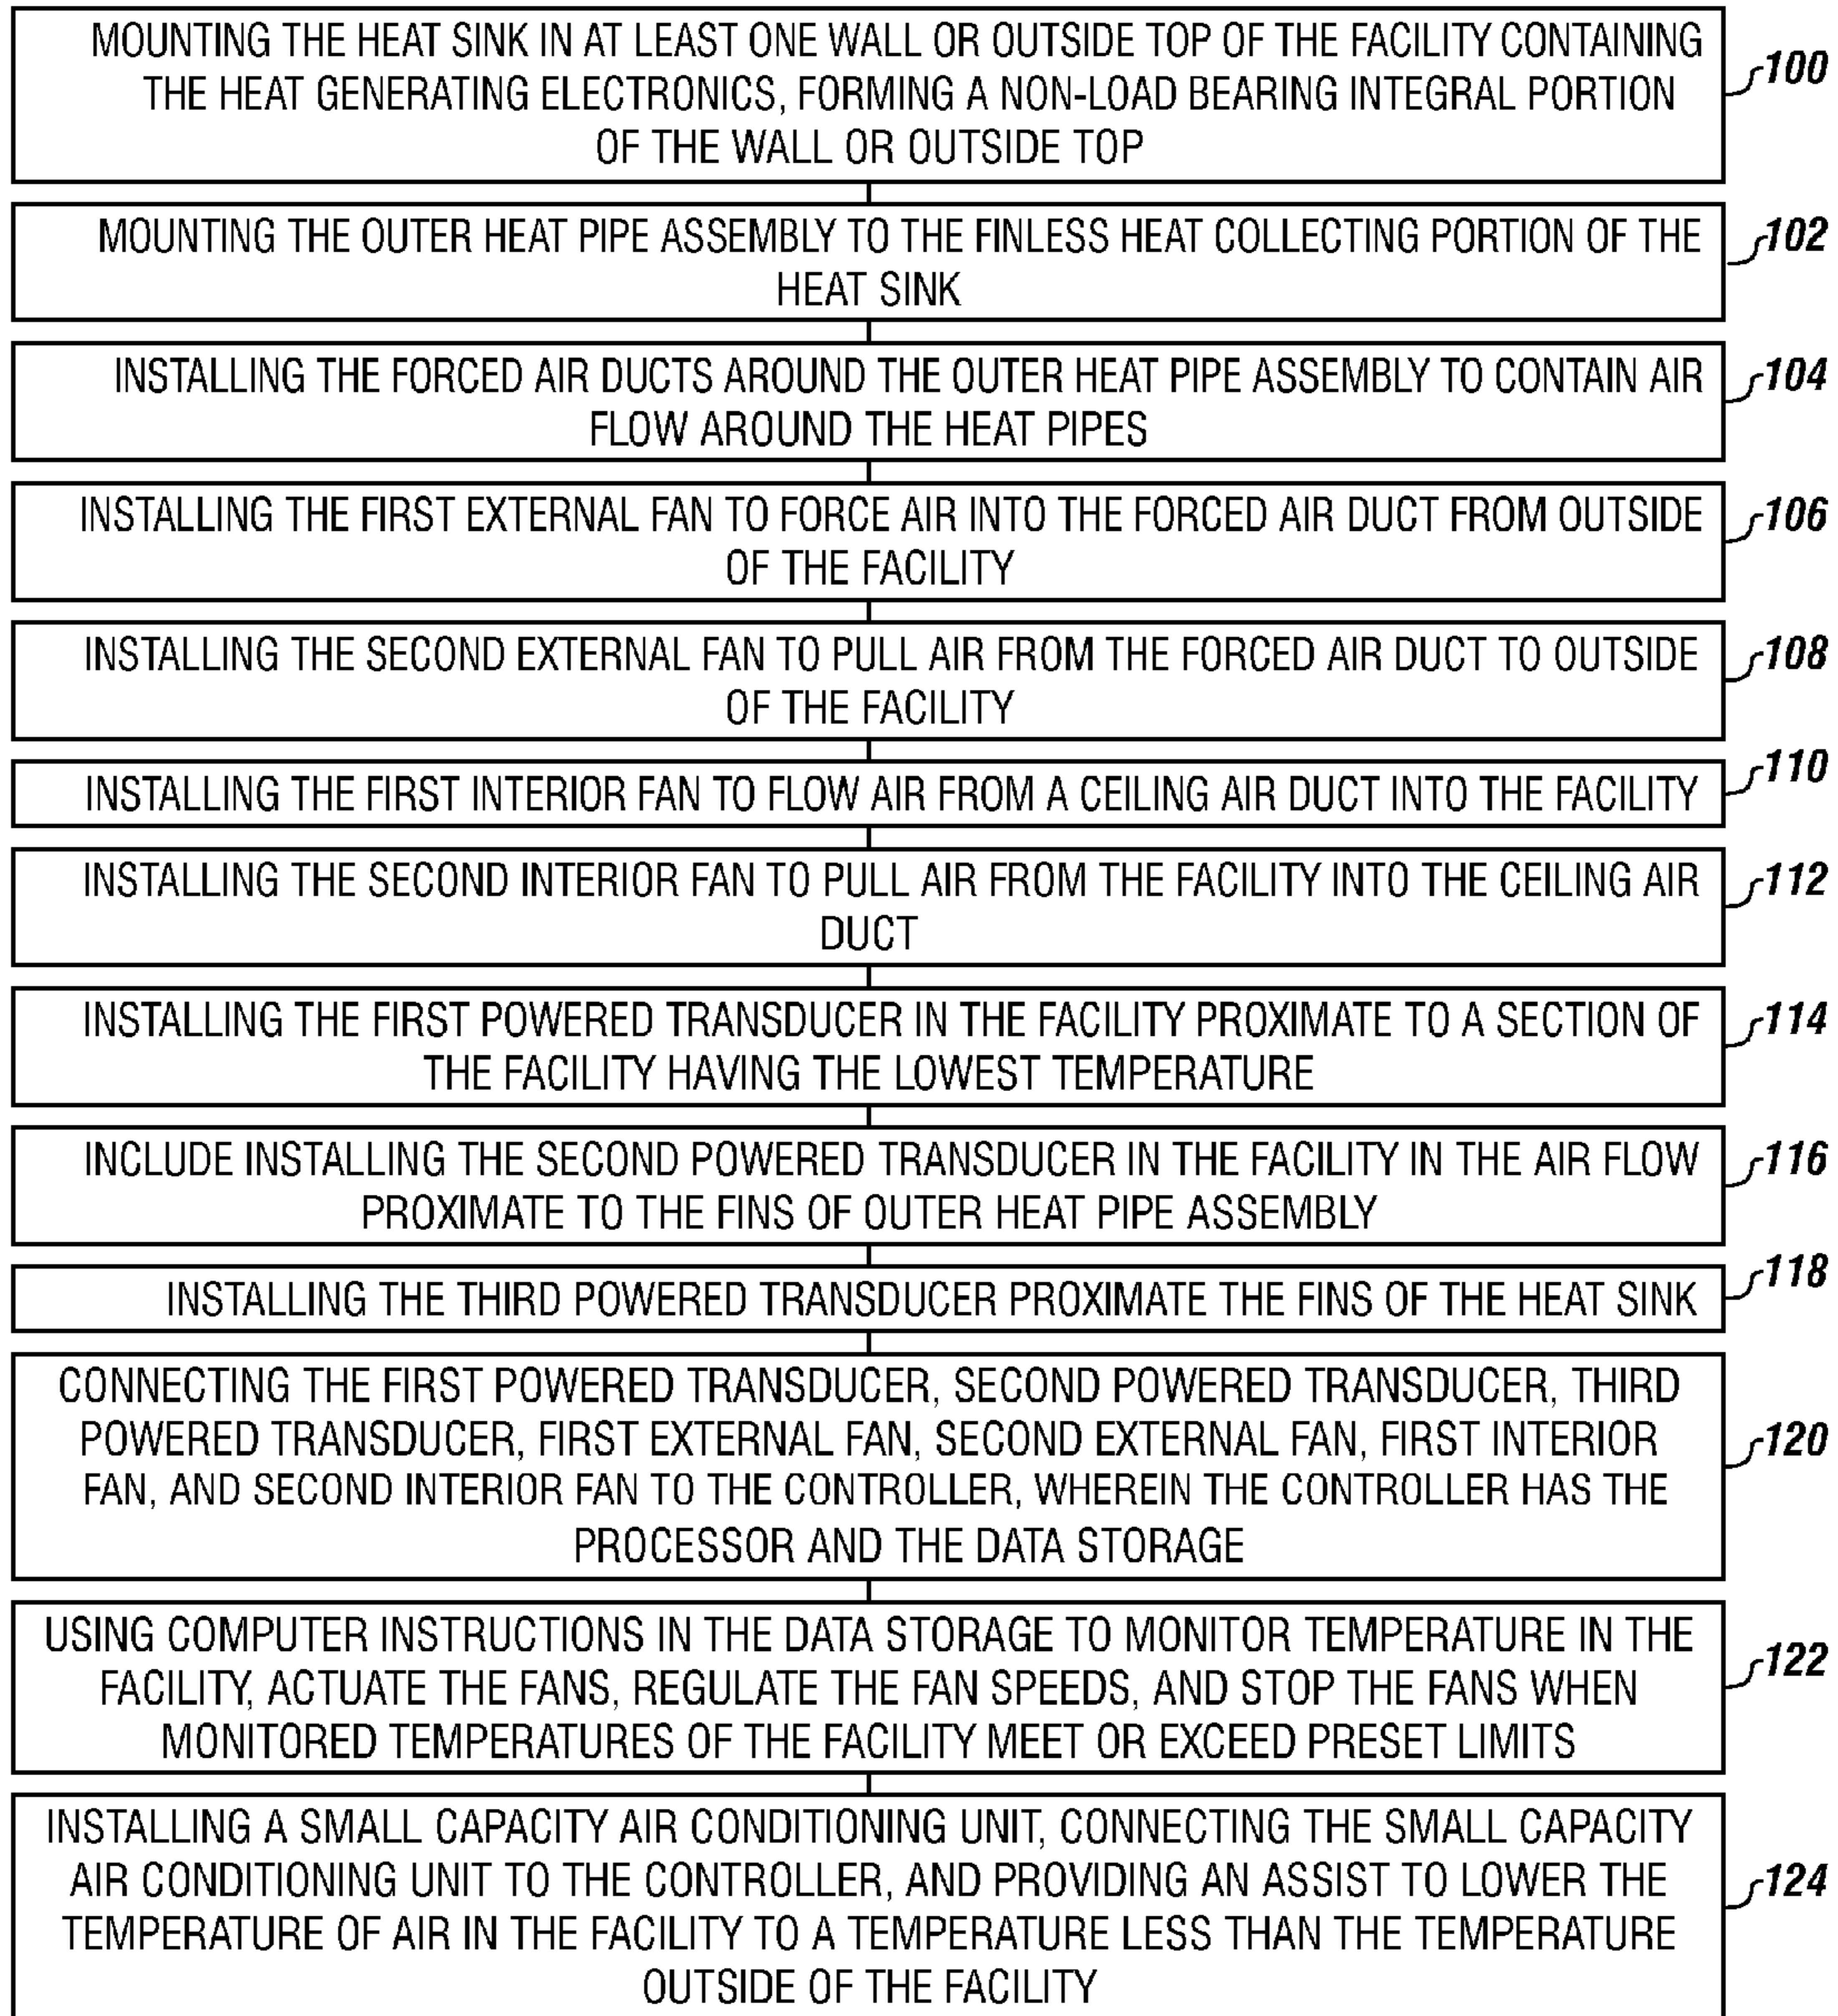 MOUNTING THE HEAT SINK IN AT LEAST ONE WALL OR OUTSIDE TOP OF THE FACILITY CONTAINING
THE HEAT GENERATING ELECTRONICS, FORMING A NON-LOAD BEARING INTEGRAL PORTION
OF THE WALL OR OUTSIDE TOP
100
MOUNTING THE OUTER HEAT PIPE ASSEMBLY TO THE FINLESS HEAT COLLECTING PORTION OF THE
HEAT SINK
102
INSTALLING THE FORCED AIR DUCTS AROUND THE OUTER HEAT PIPE ASSEMBLY TO CONTAIN AIR
FLOW AROUND THE HEAT PIPES
104
INSTALLING THE FIRST EXTERNAL FAN TO FORCE AIR INTO THE FORCED AIR DUCT FROM OUTSIDE
OF THE FACILITY
106
INSTALLING THE SECOND EXTERNAL FAN TO PULL AIR FROM THE FORCED AIR DUCT TO OUTSIDE
OF THE FACILITY
108
INSTALLING THE FIRST INTERIOR FAN TO FLOW AIR FROM A CEILING AIR DUCT INTO THE FACILITY
110
INSTALLING THE SECOND INTERIOR FAN TO PULL AIR FROM THE FACILITY INTO THE CEILING AIR
DUCT
112
INSTALLING THE FIRST POWERED TRANSDUCER IN THE FACILITY PROXIMATE TO A SECTION OF
THE FACILITY HAVING THE LOWEST TEMPERATURE
114
INCLUDE INSTALLING THE SECOND POWERED TRANSDUCER IN THE FACILITY IN THE AIR FLOW
PROXIMATE TO THE FINS OF OUTER HEAT PIPE ASSEMBLY
116
INSTALLING THE THIRD POWERED TRANSDUCER PROXIMATE THE FINS OF THE HEAT SINK
118
CONNECTING THE FIRST POWERED TRANSDUCER, SECOND POWERED TRANSDUCER, THIRD
POWERED TRANSDUCER, FIRST EXTERNAL FAN, SECOND EXTERNAL FAN, FIRST INTERIOR
FAN, AND SECOND INTERIOR FAN TO THE CONTROLLER, WHEREIN THE CONTROLLER HAS THE
PROCESSOR AND THE DATA STORAGE
120
USING COMPUTER INSTRUCTIONS IN THE DATA STORAGE TO MONITOR TEMPERATURE IN THE
FACILITY, ACTUATE THE FANS, REGULATE THE FAN SPEEDS, AND STOP THE FANS WHEN
MONITORED TEMPERATURES OF THE FACILITY MEET OR EXCEED PRESET LIMITS
122
INSTALLING A SMALL CAPACITY AIR CONDITIONING UNIT, CONNECTING THE SMALL CAPACITY
AIR CONDITIONING UNIT TO THE CONTROLLER, AND PROVIDING AN ASSIST TO LOWER THE
TEMPERATURE OF AIR IN THE FACILITY TO A TEMPERATURE LESS THAN THE TEMPERATURE
OUTSIDE OF THE FACILITY
124